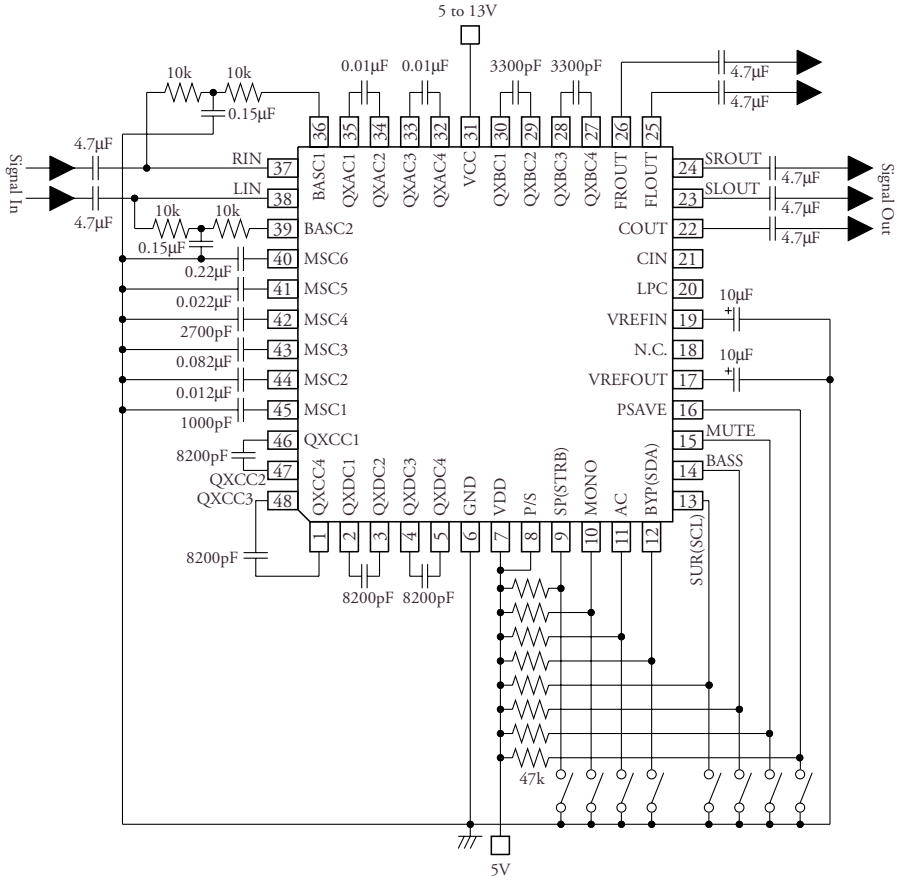 5 to 13V
10k
10k
0.01µF
0.01µF
3300pF
3300pF
4.7µF
4.7µF
0.15µF
36
35
34
33
32
31
30
29
28
27
26
25
BASC1
QXAC1
QXAC2
QXAC3
QXAC4
VCC
QXBC1
QXBC2
QXBC3
QXBC4
FROUT
FLOUT
Signal In
4.7µF
4.7µF
RIN
37
LIN
38
10k
10k
0.15µF
39
BASC2
0.22µF
40
MSC6
0.022µF
41
MSC5
2700pF
42
MSC4
0.082µF
43
MSC3
0.012µF
44
MSC2
1000pF
45
MSC1
8200pF
46
QXCC1
47
QXCC2
QXCC3
48
8200pF
24
SROUT
4.7µF
23
SLOUT
4.7µF
COUT
22
4.7µF
Signal Out
CIN
21
LPC
20
VREFIN
19
10µF
+
N.C.
18
VREFOUT
17
10µF
+
PSAVE
16
15
MUTE
14
BASS
13
SUR(SCL)
QXCC4
QXDC1
QXDC2
QXDC3
QXDC4
GND
VDD
P/S
SP(STRB)
MONO
AC
BYP(SDA)
1
2
3
4
5
6
7
8
9
10
11
12
8200pF
8200pF
47k
5V